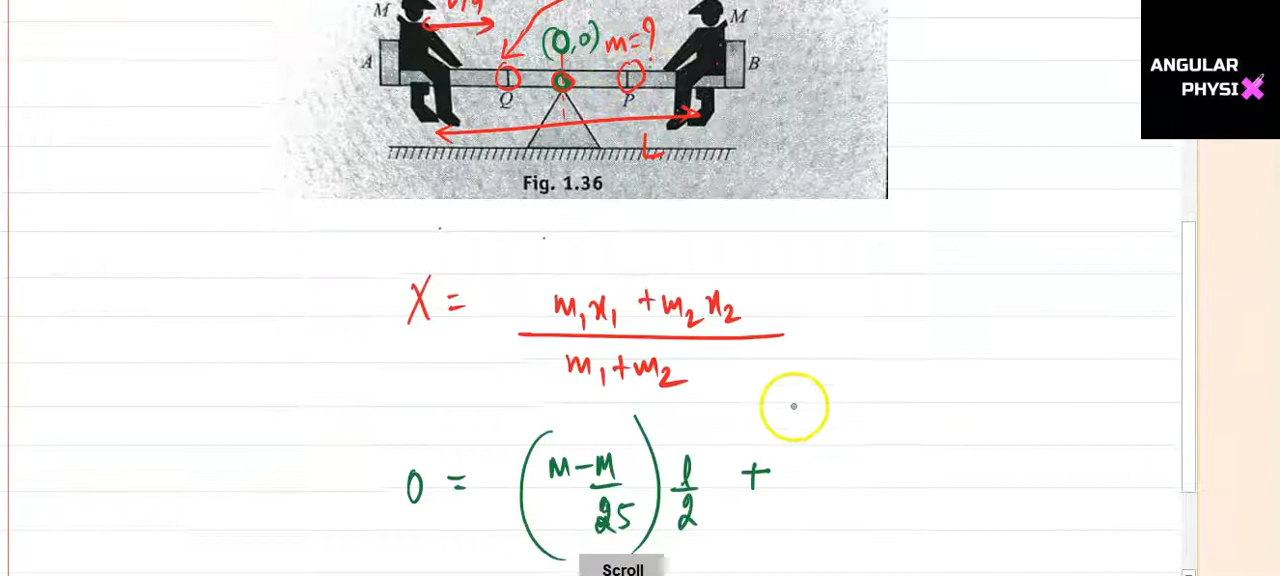 ANGULAR
PHYSI
M
(0,0)
m=?
M
A
B
Q
P
L
Fig. 1.36
X = m₁x₁ + m₂x₂
m₁+m₂
0 = (M - M/25) l/2 +
Scroll